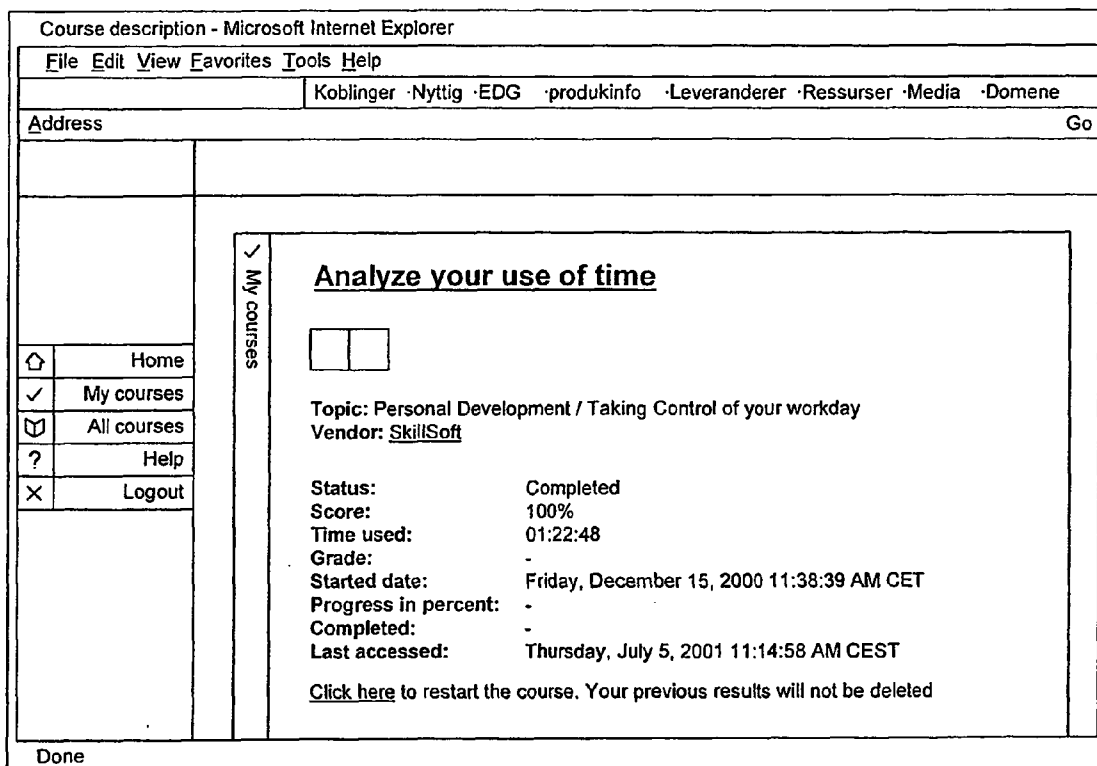 Course description - Microsoft Internet Explorer
File Edit View Favorites Tools Help
Koblinger ·Nyttig ·EDG ·produkinfo ·Leveranderer ·Ressurser ·Media ·Domene
Address Go
Home
My courses
All courses
? Help
Logout
My courses
Analyze your use of time
Topic: Personal Development / Taking Control of your workday
Vendor: SkillSoft
Status: Completed
Score: 100%
Time used: 01:22:48
Grade: -
Started date: Friday, December 15, 2000 11:38:39 AM CET
Progress in percent: -
Completed: -
Last accessed: Thursday, July 5, 2001 11:14:58 AM CEST
Click here to restart the course. Your previous results will not be deleted
Done